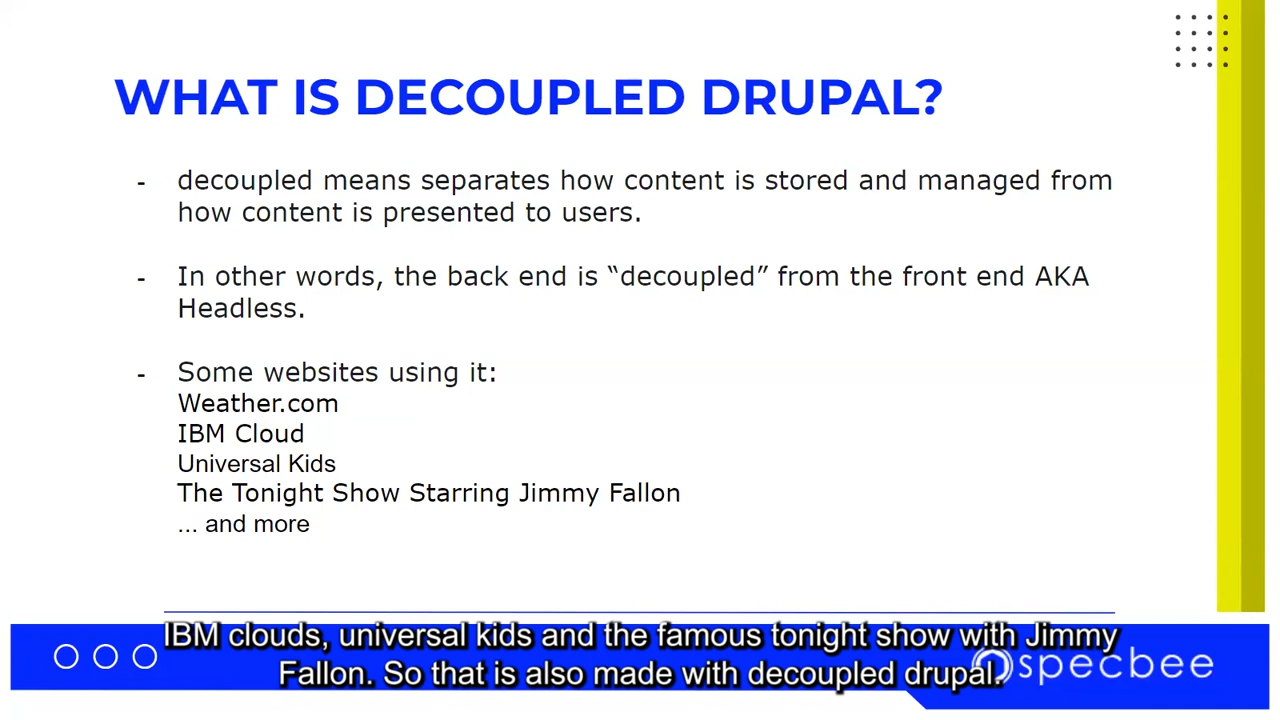 WHAT IS DECOUPLED DRUPAL?
- decoupled means separates how content is stored and managed from
how content is presented to users.
- In other words, the back end is “decoupled” from the front end AKA
Headless.
- Some websites using it:
Weather.com
IBM Cloud
Universal Kids
The Tonight Show Starring Jimmy Fallon
... and more
IBM clouds, universal kids and the famous tonight show with Jimmy
Fallon. So that is also made with decoupled drupal.
specbee